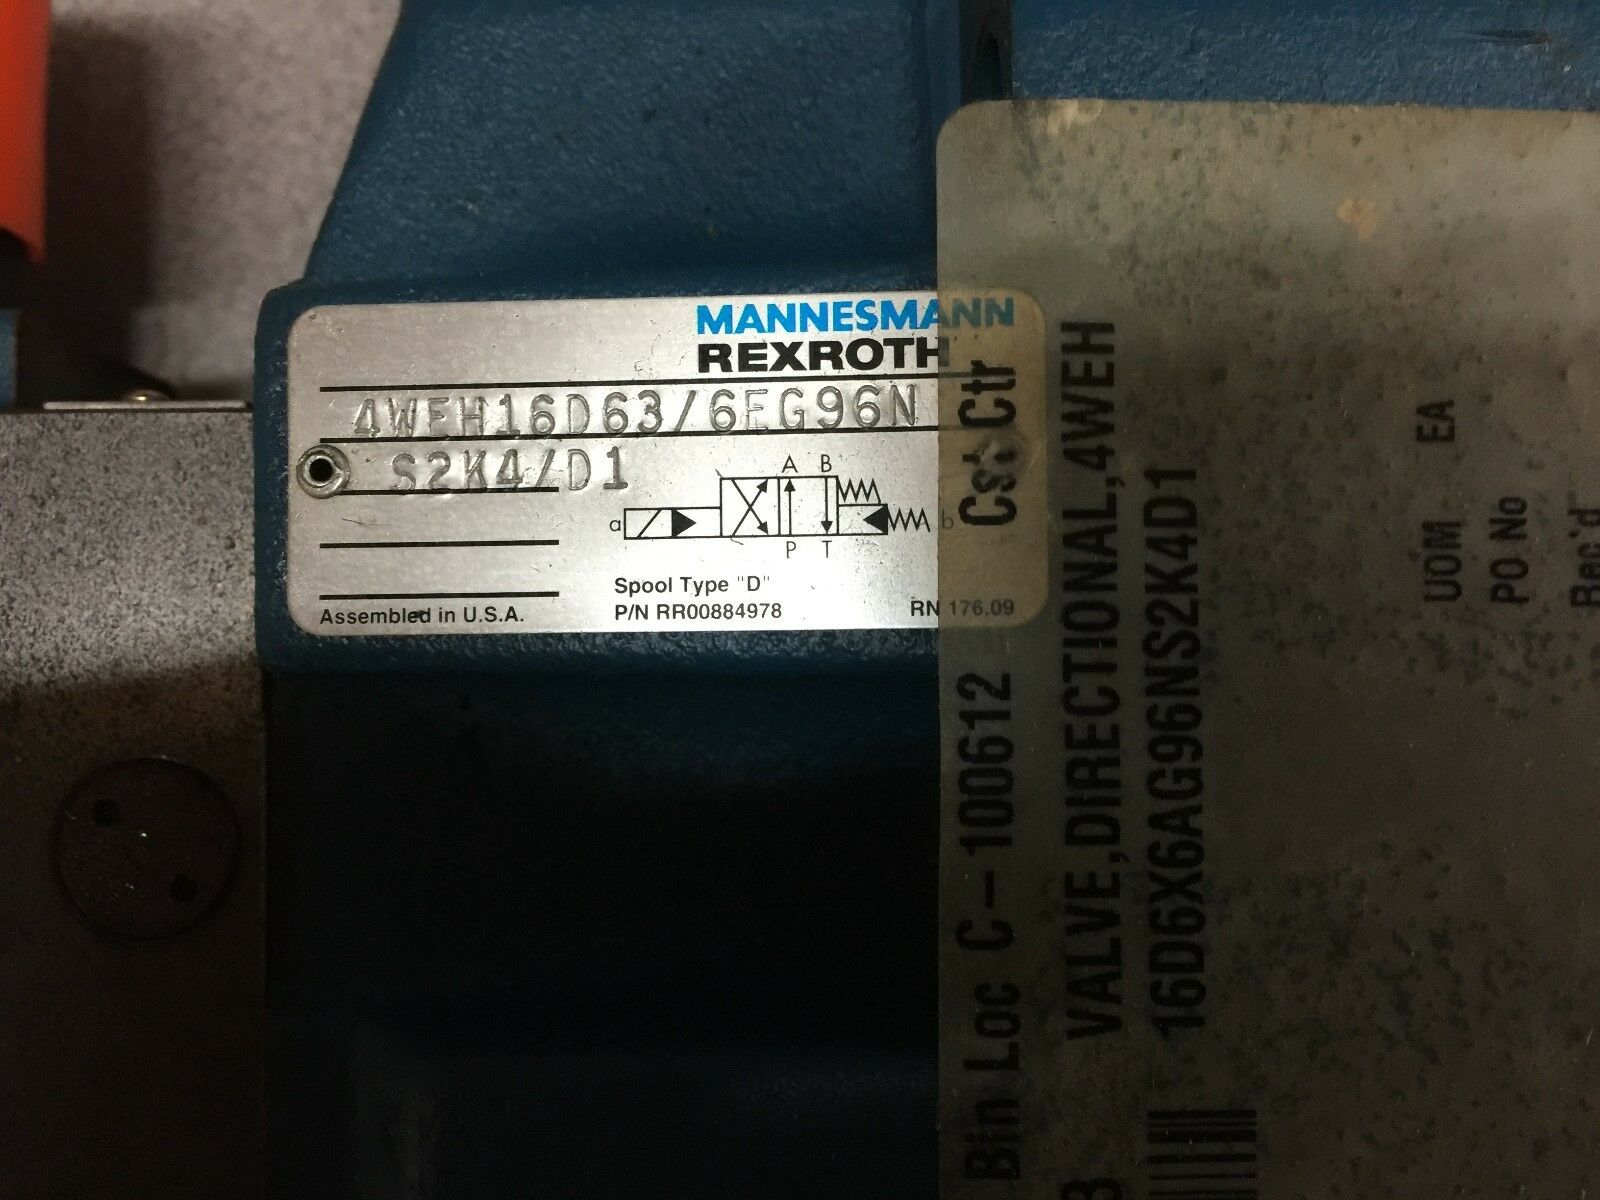 MANNESMANN
REXROTH
4WEH16D63/6EG96N
S2K4/D1
A B
a
b
P T
Spool Type "D"
Assembled in U.S.A.
P/N RR00884978
RN 176.09
Cst Ctr
Bin Loc C-100612
VALVE,DIRECTIONAL,4WEH
16D6X6AG96NS2K4D1
UOM EA
PO No
Rec'd